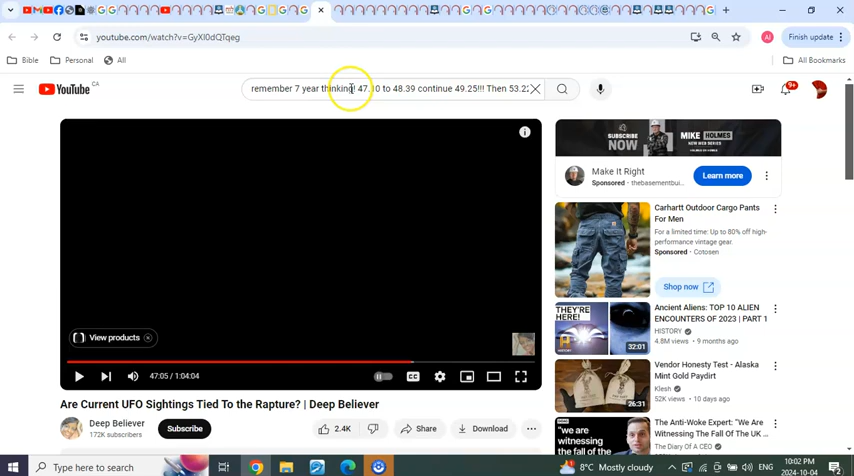 youtube.com/watch?v=GyXl0dQTqeg
Finish update
Bible
Personal
All
All Bookmarks
YouTube
CA
remember 7 year thinking! 47.10 to 48.39 continue 49.25!!! Then 53.22
9+
View products
47:05 / 1:04:04
Are Current UFO Sightings Tied To the Rapture? | Deep Believer
Deep Believer
172K subscribers
Subscribe
2.4K
Share
Download
SUBSCRIBE
NOW
MIKE HOLMES
Make It Right
Sponsored · thebasementbui...
Learn more
Carhartt Outdoor Cargo Pants
For Men
For a limited time: Up to 80% off high-
performance vintage gear.
Sponsored · Cotosen
Shop now
THEY'RE
HERE!
32:01
Ancient Aliens: TOP 10 ALIEN
ENCOUNTERS OF 2023 | PART 1
HISTORY
4.8M views · 9 months ago
26:31
Vendor Honesty Test - Alaska
Mint Gold Paydirt
Klesh
52K views · 10 days ago
"we are
witnessing
the fall of
The Anti-Woke Expert: "We Are
Witnessing The Fall Of The UK ...
The Diary Of A CEO
Type here to search
8°C Mostly cloudy
ENG
10:02 PM
2024-10-04